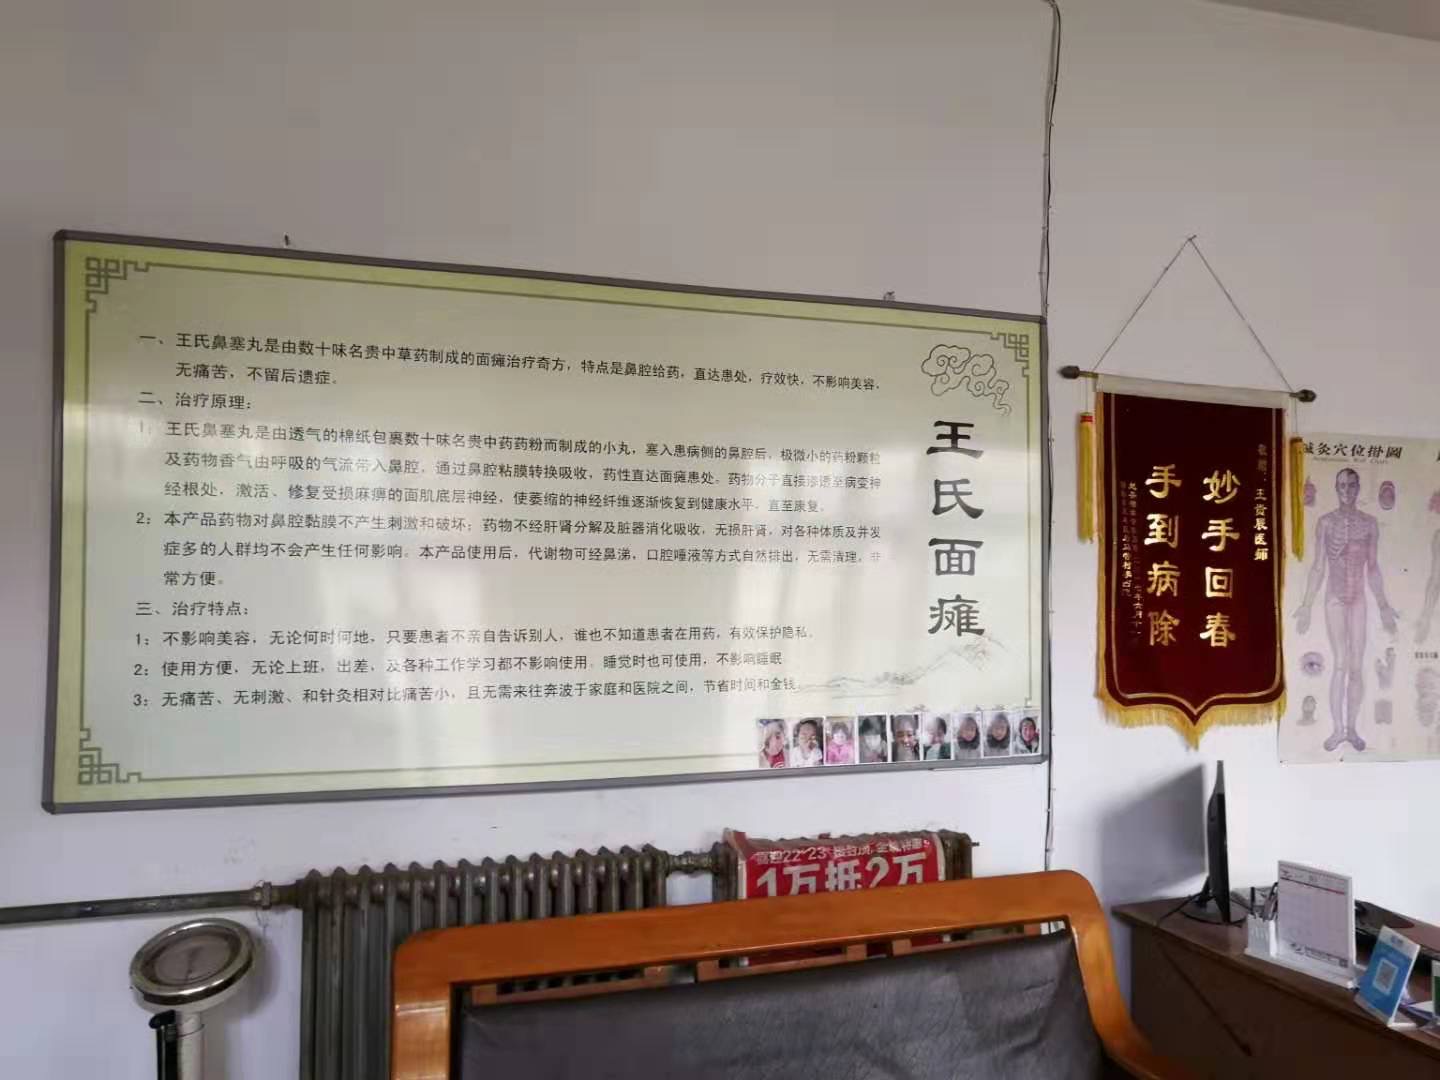 一、王氏鼻塞丸是由数十味名贵中草药制成的面瘫治疗奇方，特点是鼻腔给药，直达患处，疗效快，不影响美容，
无痛苦，不留后遗症。
二、治疗原理：
1：王氏鼻塞丸是由透气的棉纸包裹数十味名贵中药药粉而制成的小丸，塞入患病侧的鼻腔后，极微小的药粉颗粒
及药物香气由呼吸的气流带入鼻腔，通过鼻腔粘膜转换吸收，药性直达面瘫患处。药物分子直接渗透至病变神
经根处，激活、修复受损麻痹的面肌底层神经，使萎缩的神经纤维逐渐恢复到健康水平，直至康复。
2：本产品药物对鼻腔黏膜不产生刺激和破坏；药物不经肝肾分解及脏器消化吸收，无损肝肾，对各种体质及并发
症多的人群均不会产生任何影响。本产品使用后，代谢物可经鼻涕，口腔唾液等方式自然排出，无需清理，非
常方便。
三、治疗特点：
1：不影响美容，无论何时何地，只要患者不亲自告诉别人，谁也不知道患者在用药，有效保护隐私。
2：使用方便，无论上班，出差，及各种工作学习都不影响使用，睡觉时也可使用，不影响睡眠
3：无痛苦、无刺激、和针灸相对比痛苦小，且无需来往奔波于家庭和医院之间，节省时间和金钱。
王氏面瘫
妙手回春
手到病除
针灸穴位掛圖
1万抵2万